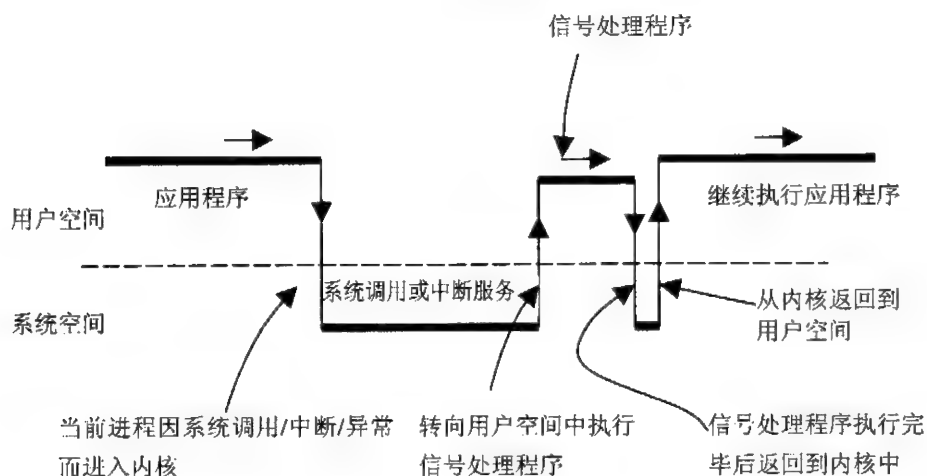 信号处理程序
应用程序
继续执行应用程序
用户空间
系统调用或中断服务
系统空间
从内核返回到
用户空间
当前进程因系统调用/中断/异常
而进入内核
转向用户空间中执行
信号处理程序
信号处理程序执行完
毕后返回到内核中